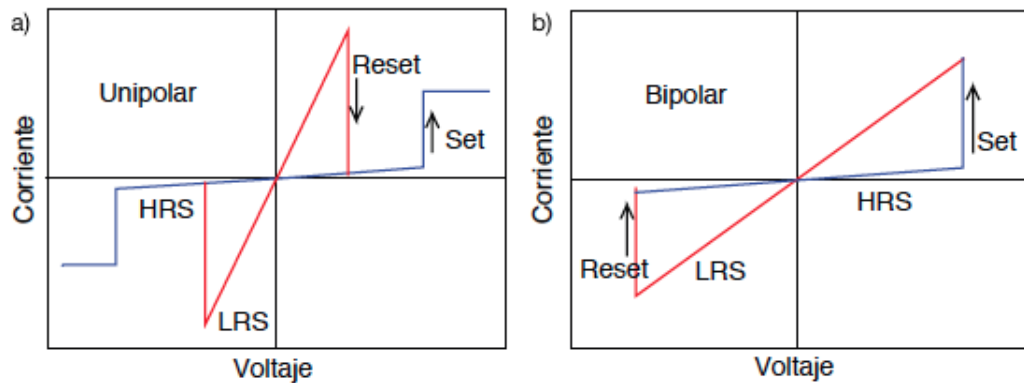 a)
Unipolar
Reset
Set
HRS
LRS
Corriente
Voltaje
b)
Bipolar
Set
HRS
Reset
LRS
Corriente
Voltaje